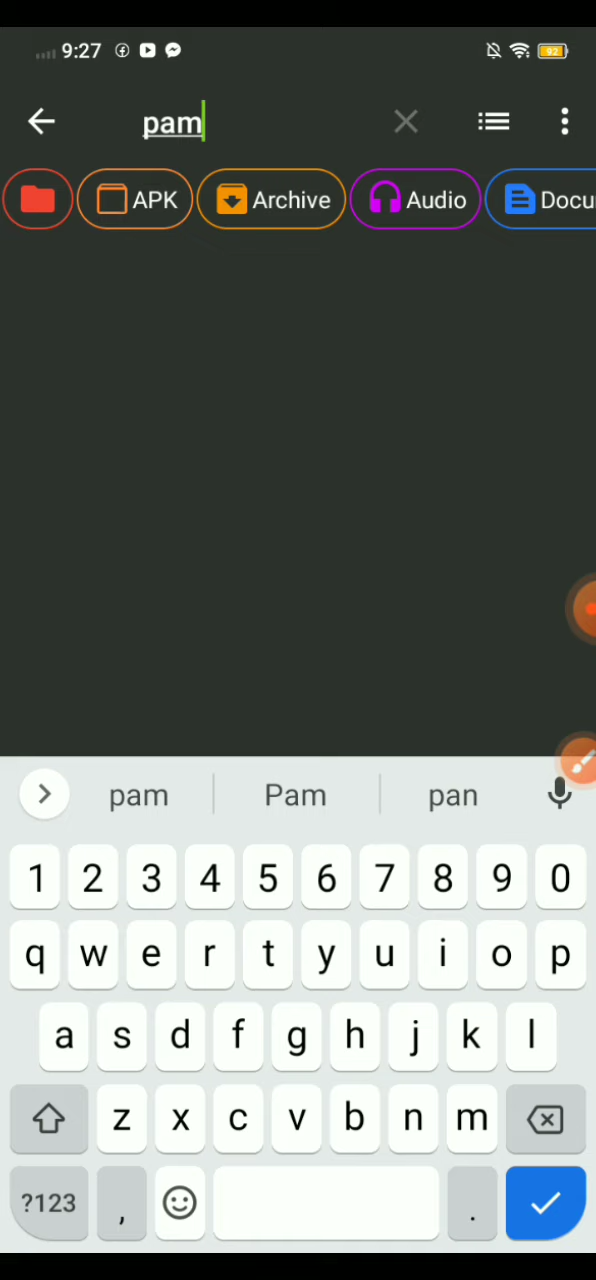 9:27 92
pam
APK Archive Audio Docu
pam Pam pan
1 2 3 4 5 6 7 8 9 0
q w e r t y u i o p
a s d f g h j k l
z x c v b n m
?123 , .